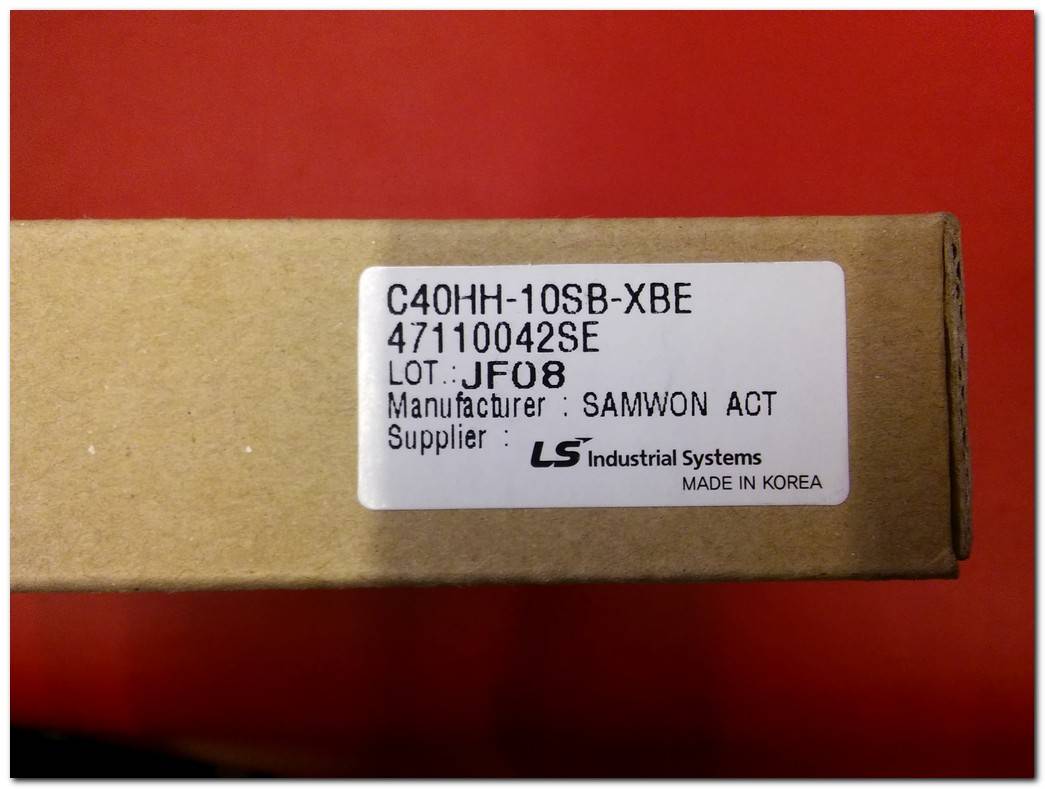 C40HH-10SB-XBE
47110042SE
LOT.:JF08
Manufacturer : SAMWON ACT
Supplier : LS Industrial Systems
MADE IN KOREA